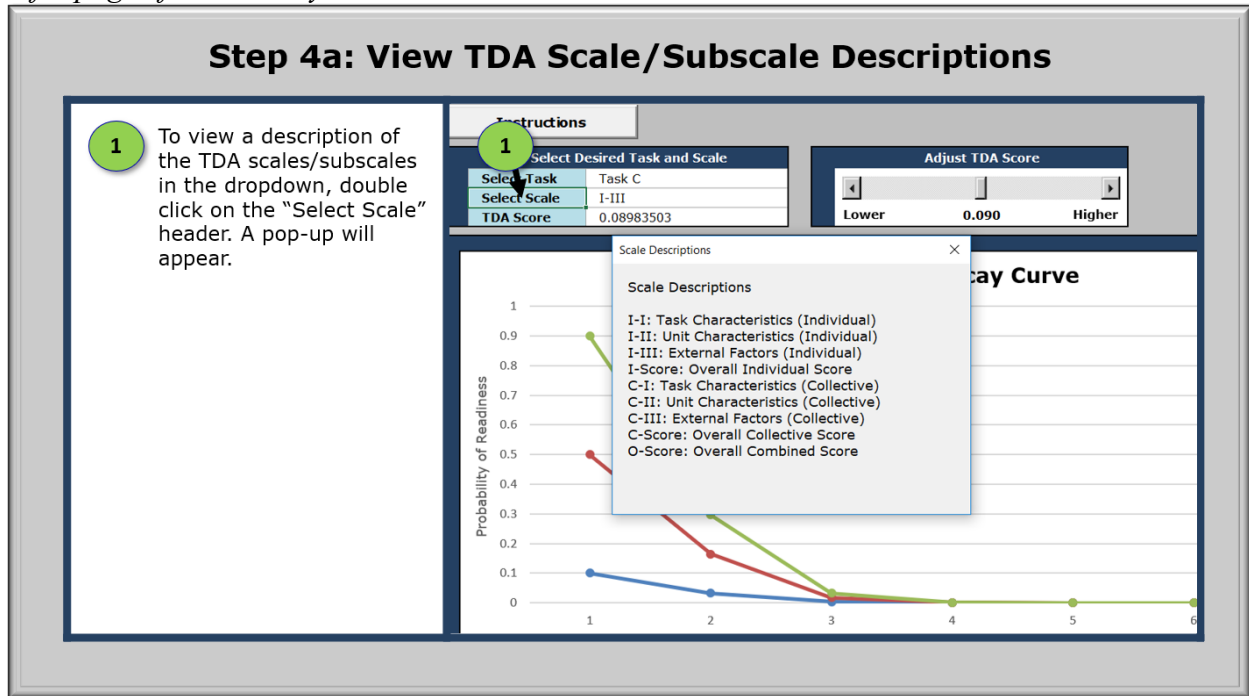 Step 4a: View TDA Scale/Subscale Descriptions
1
To view a description of
the TDA scales/subscales
in the dropdown, double
click on the “Select Scale”
header. A pop-up will
appear.
Instructions
1
Select Desired Task and Scale
Select Task Task C
Select Scale I-III
TDA Score 0.08983503
Adjust TDA Score
Lower 0.090 Higher
Scale Descriptions
Scale Descriptions
I-I: Task Characteristics (Individual)
I-II: Unit Characteristics (Individual)
I-III: External Factors (Individual)
I-Score: Overall Individual Score
C-I: Task Characteristics (Collective)
C-II: Unit Characteristics (Collective)
C-III: External Factors (Collective)
C-Score: Overall Collective Score
O-Score: Overall Combined Score
Curve
Probability of Readiness
1
0.9
0.8
0.7
0.6
0.5
0.4
0.3
0.2
0.1
0
1 2 3 4 5 6